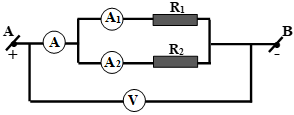 A₁ R₁
A B
A
+ -
A₂ R₂
V